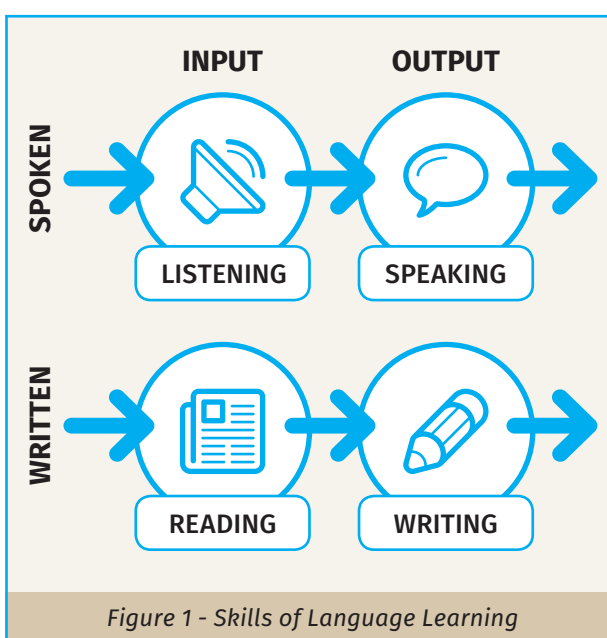 INPUT
OUTPUT
SPOKEN
LISTENING
SPEAKING
WRITTEN
READING
WRITING
Figure 1 - Skills of Language Learning